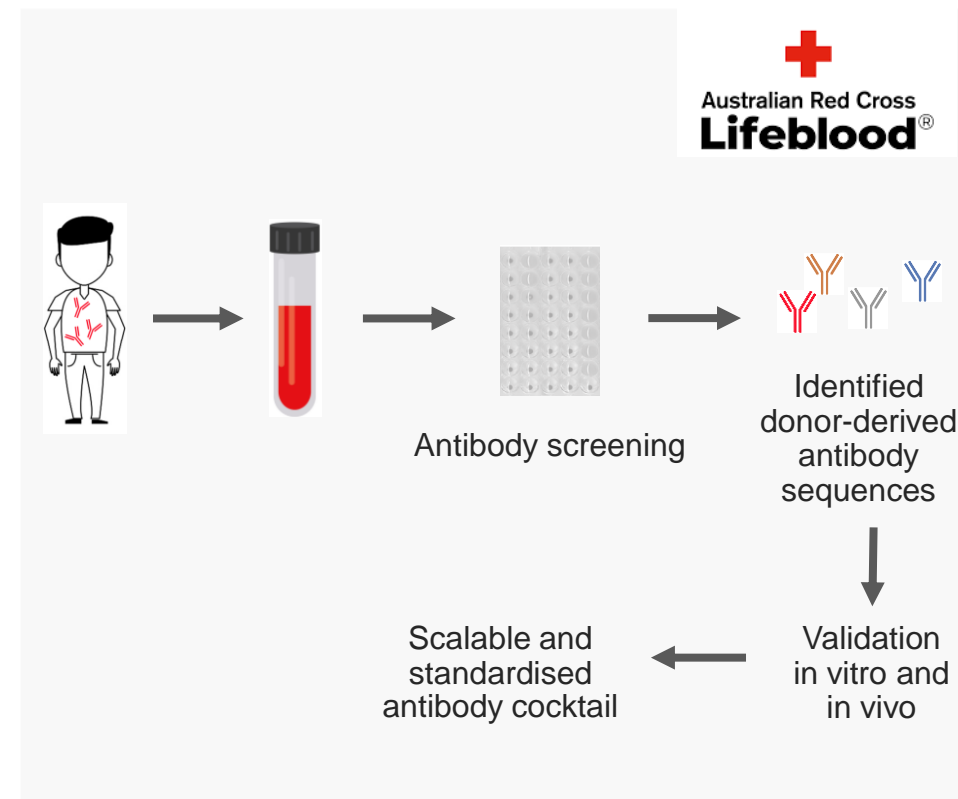 Australian Red Cross
Lifeblood®
Antibody screening
Identified
donor-derived
antibody
sequences
Scalable and
standardised
antibody cocktail
Validation
in vitro and
in vivo